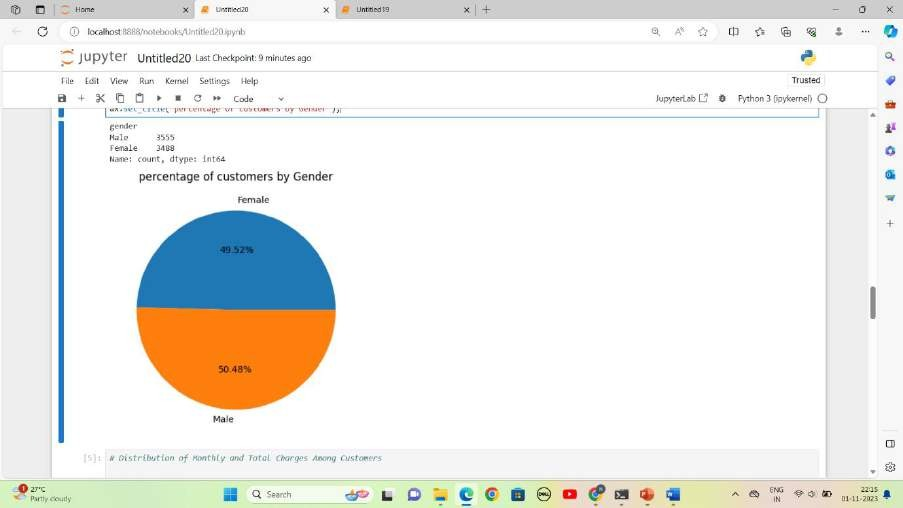 Home
Untitled20
Untitled19
localhost:8888/notebooks/Untitled20.ipynb
jupyter Untitled20 Last Checkpoint: 9 minutes ago
File Edit View Run Kernel Settings Help
Trusted
Code
JupyterLab
Python 3 (ipykernel)
ax.set_title('percentage of customers by Gender');
gender
Male 3555
Female 3488
Name: count, dtype: int64
percentage of customers by Gender
Female
49.52%
50.48%
Male
[5]: # Distribution of Monthly and Total Charges Among Customers
1
27°C
Partly cloudy
Search
DELL
ENG
IN
22:15
01-11-2023